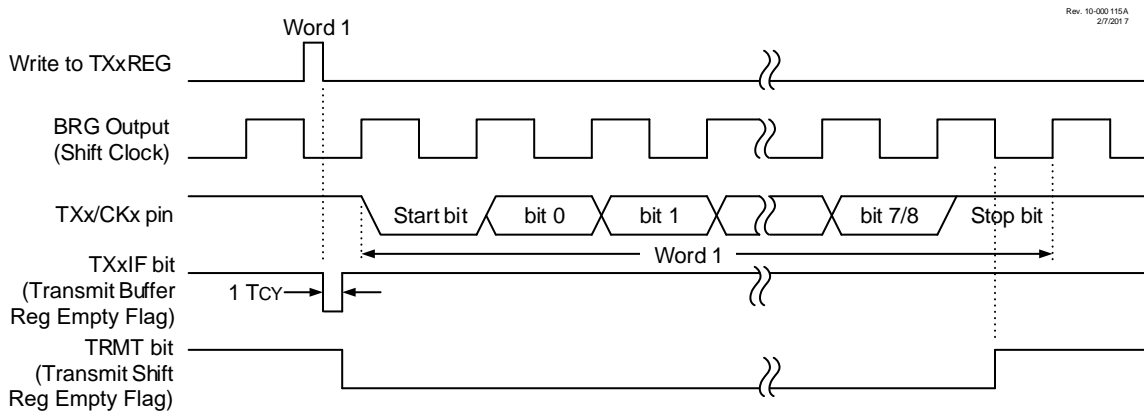 Rev. 10-000 115A
2/7/201 7
Word 1
Write to TXxREG
BRG Output
(Shift Clock)
TXx/CKx pin
Start bit
bit 0
bit 1
bit 7/8
Stop bit
Word 1
TXxIF bit
(Transmit Buffer
Reg Empty Flag)
1 TCY
TRMT bit
(Transmit Shift
Reg Empty Flag)